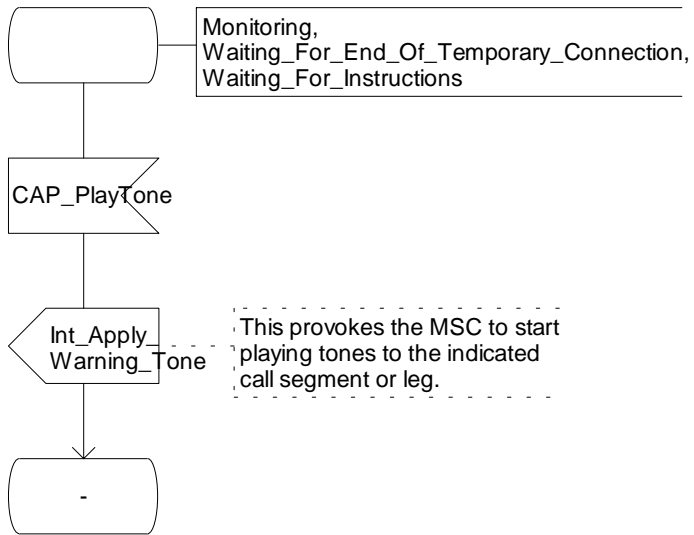 Monitoring,
Waiting_For_End_Of_Temporary_Connection,
Waiting_For_Instructions
CAP_PlayTone
Int_Apply_
Warning_Tone
This provokes the MSC to start
playing tones to the indicated
call segment or leg.
-